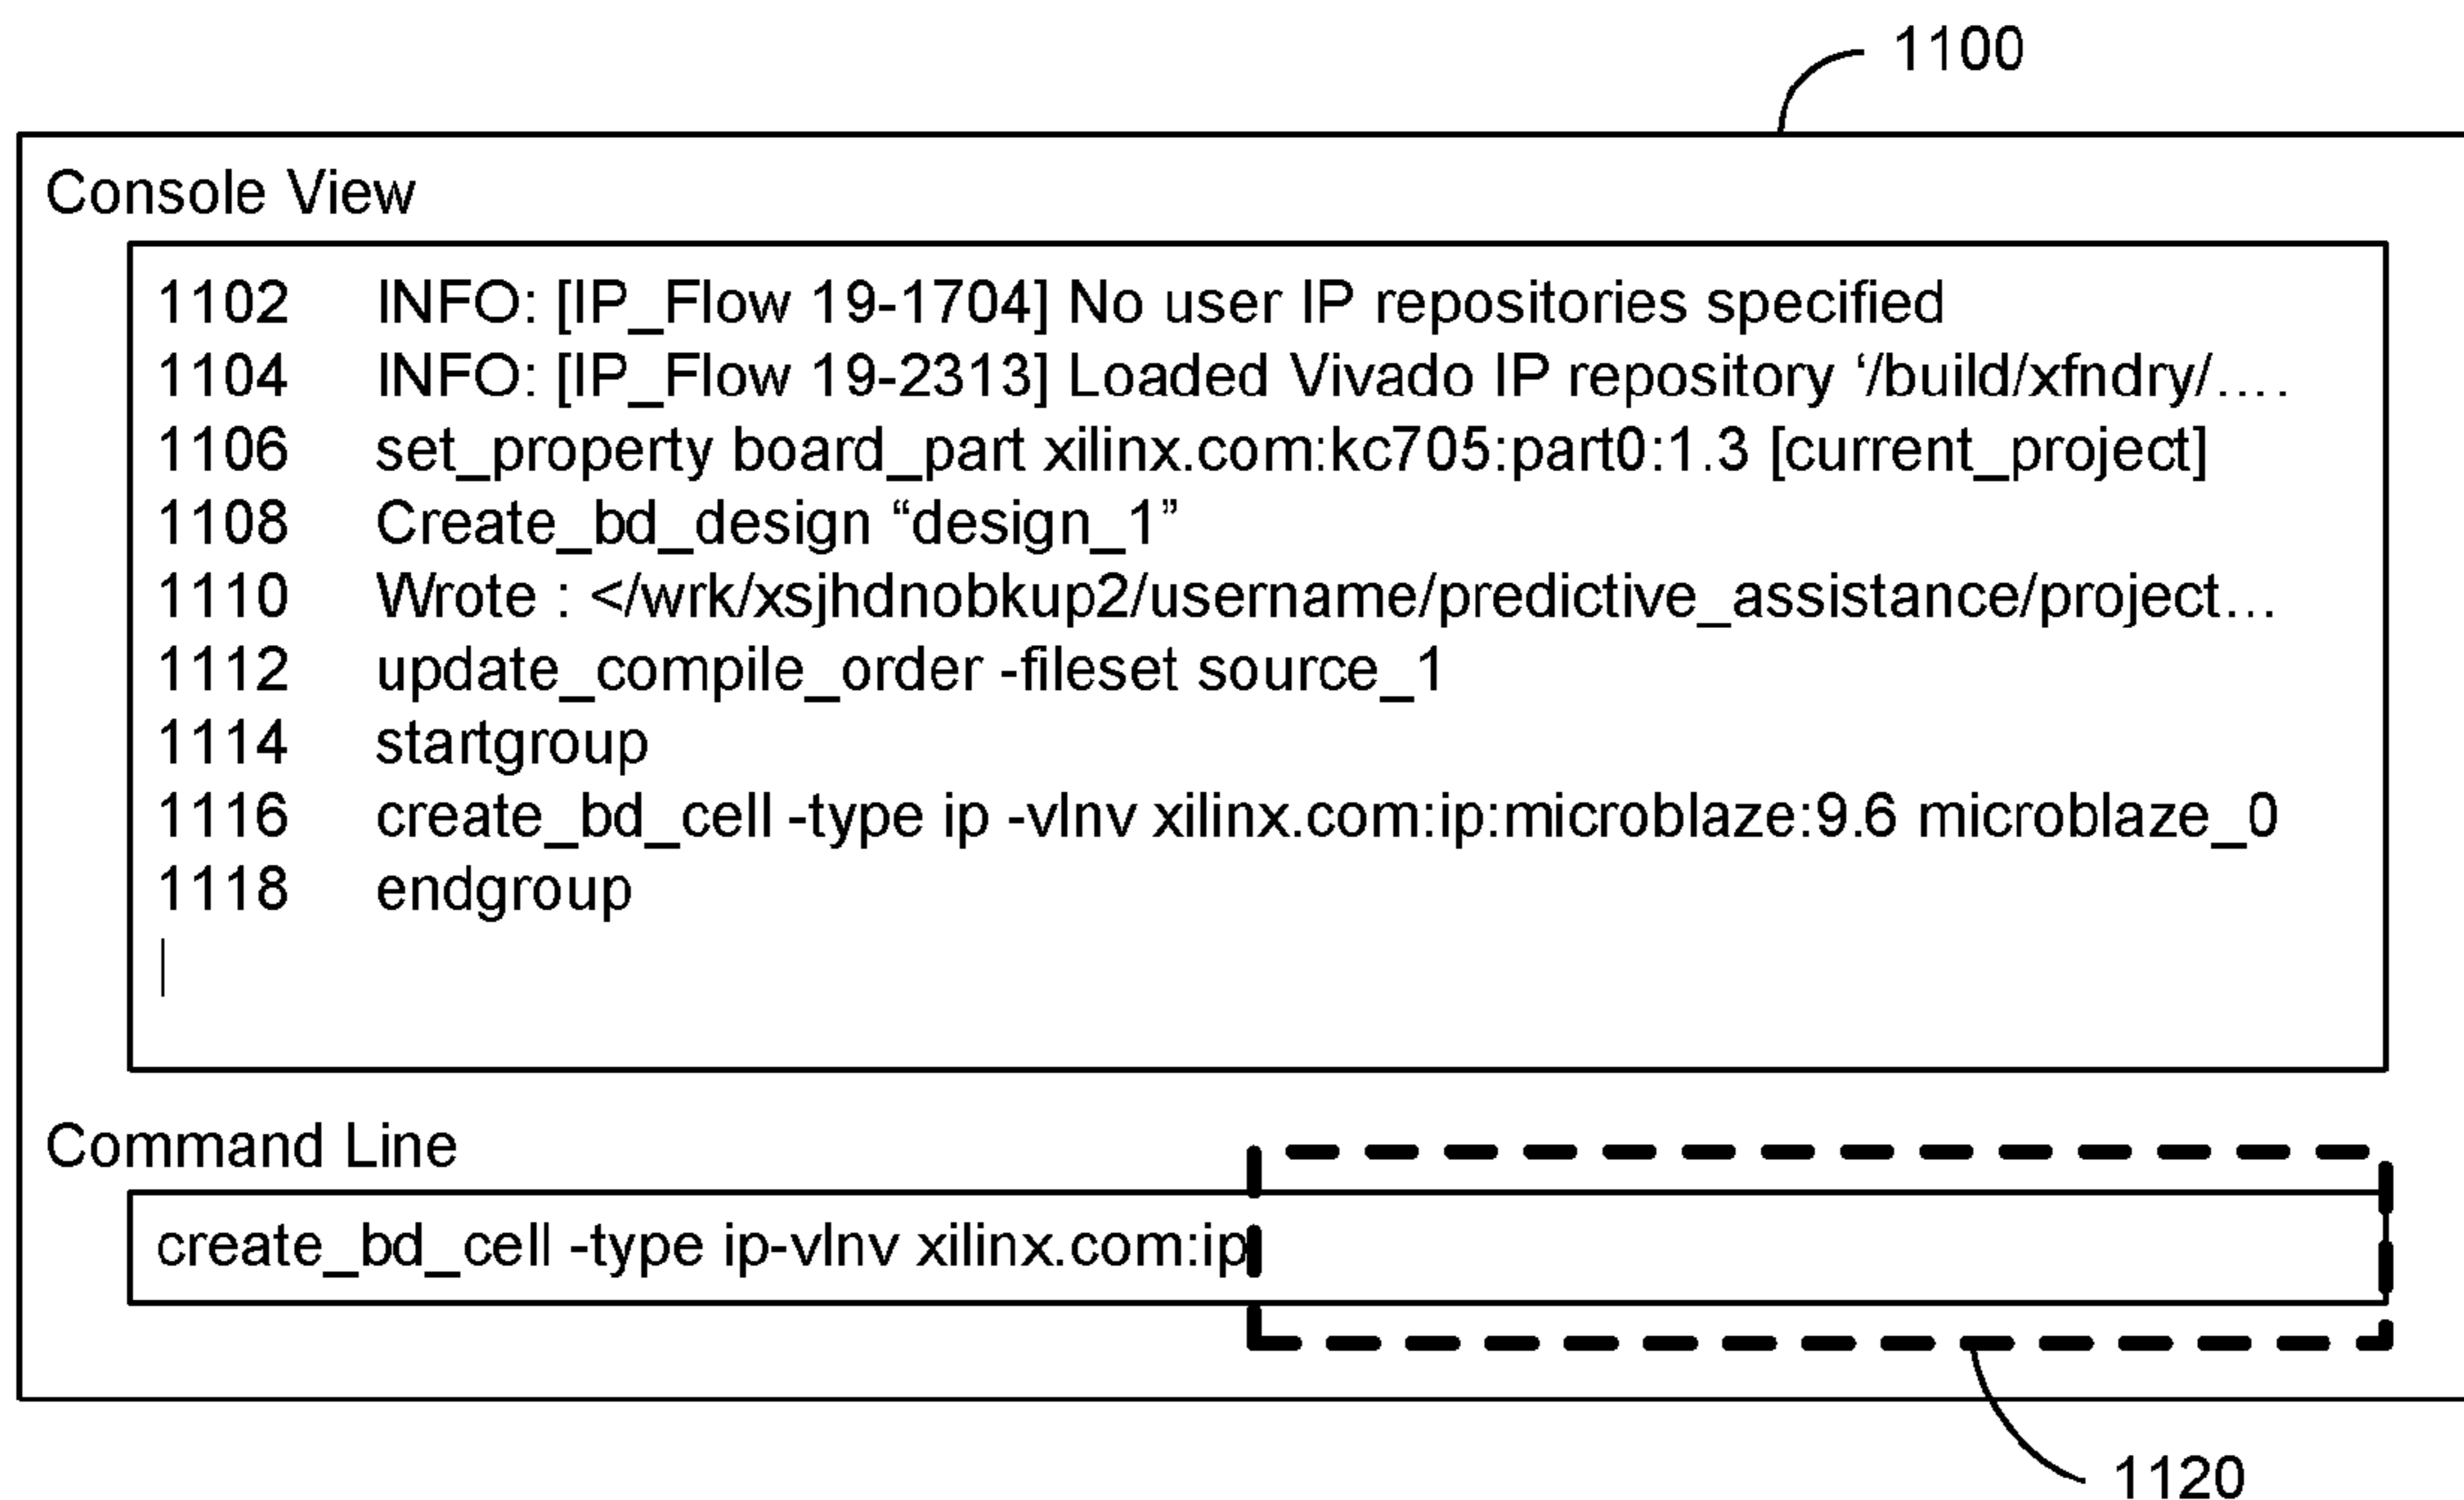 1100
Console View
1102 INFO: [IP_Flow 19-1704] No user IP repositories specified
1104 INFO: [IP_Flow 19-2313] Loaded Vivado IP repository ‘/build/xfndry/....
1106 set_property board_part xilinx.com:kc705:part0:1.3 [current_project]
1108 Create_bd_design “design_1”
1110 Wrote : </wrk/xsjhdnobkup2/username/predictive_assistance/project...
1112 update_compile_order -fileset source_1
1114 startgroup
1116 create_bd_cell -type ip -vlnv xilinx.com:ip:microblaze:9.6 microblaze_0
1118 endgroup
Command Line
create_bd_cell -type ip-vlnv xilinx.com:ip
1120